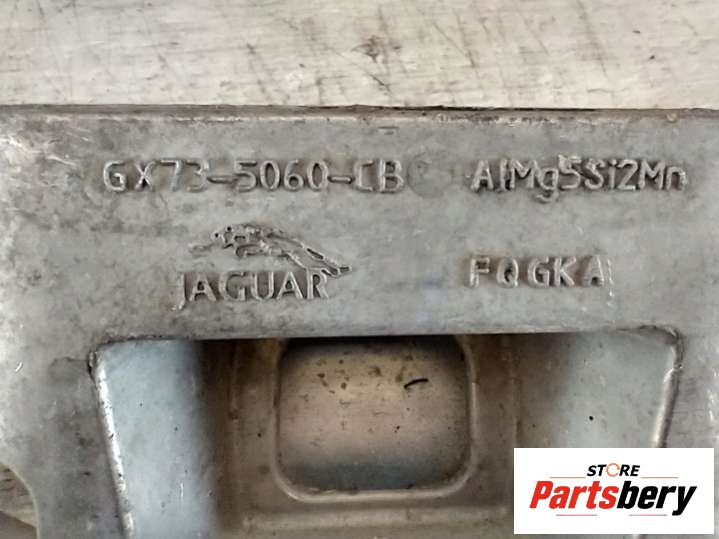 GX73-5060-CB AlMg5Si2Mn
JAGUAR FQGKA
STORE
Partsbery